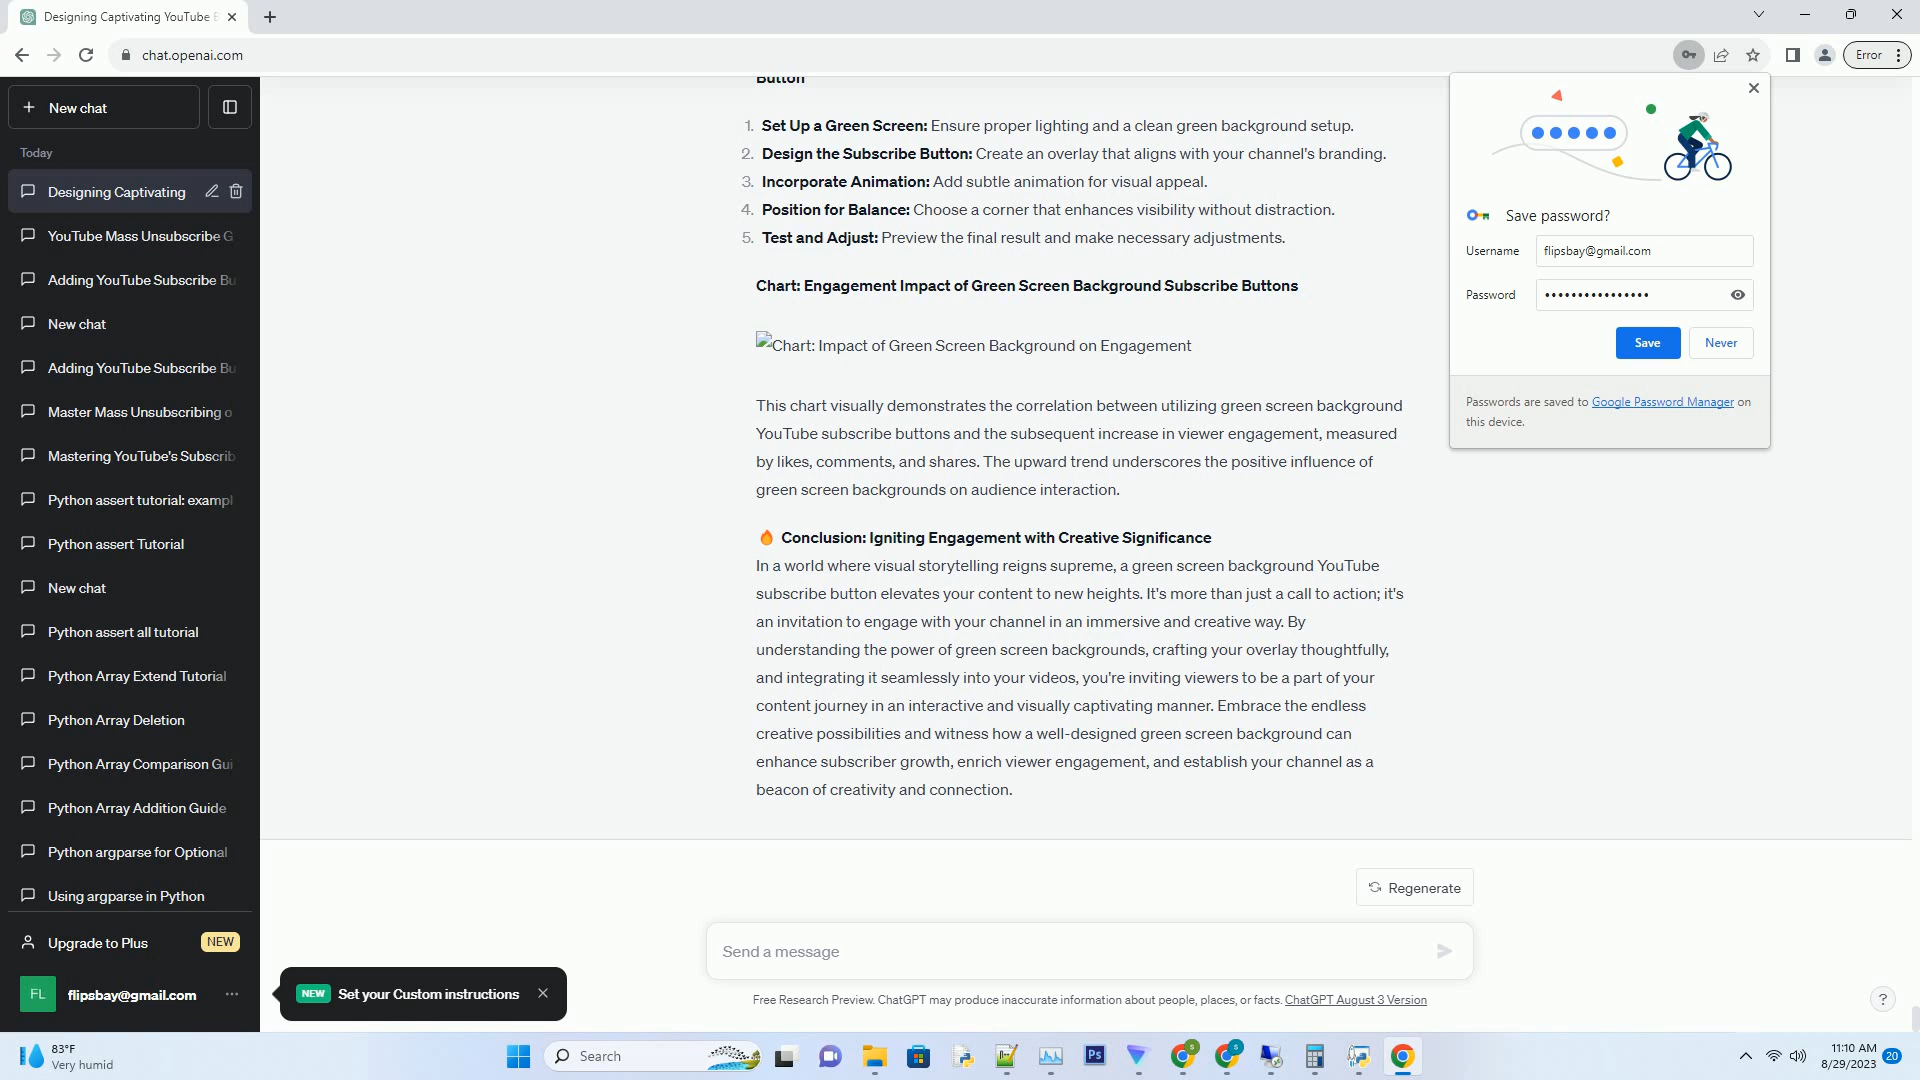 Designing Captivating YouTube
chat.openai.com
Error
New chat
Today
Designing Captivating
YouTube Mass Unsubscribe G
Adding YouTube Subscribe Bu
New chat
Adding YouTube Subscribe Bu
Master Mass Unsubscribing o
Mastering YouTube's Subscrib
Python assert tutorial: exampl
Python assert Tutorial
New chat
Python assert all tutorial
Python Array Extend Tutorial
Python Array Deletion
Python Array Comparison Gui
Python Array Addition Guide
Python argparse for Optional
Using argparse in Python
Upgrade to Plus NEW
FL flipsbay@gmail.com
Button
1. Set Up a Green Screen: Ensure proper lighting and a clean green background setup.
2. Design the Subscribe Button: Create an overlay that aligns with your channel's branding.
3. Incorporate Animation: Add subtle animation for visual appeal.
4. Position for Balance: Choose a corner that enhances visibility without distraction.
5. Test and Adjust: Preview the final result and make necessary adjustments.
Chart: Engagement Impact of Green Screen Background Subscribe Buttons
Chart: Impact of Green Screen Background on Engagement
This chart visually demonstrates the correlation between utilizing green screen background
YouTube subscribe buttons and the subsequent increase in viewer engagement, measured
by likes, comments, and shares. The upward trend underscores the positive influence of
green screen backgrounds on audience interaction.
🔥 Conclusion: Igniting Engagement with Creative Significance
In a world where visual storytelling reigns supreme, a green screen background YouTube
subscribe button elevates your content to new heights. It's more than just a call to action; it's
an invitation to engage with your channel in an immersive and creative way. By
understanding the power of green screen backgrounds, crafting your overlay thoughtfully,
and integrating it seamlessly into your videos, you're inviting viewers to be a part of your
content journey in an interactive and visually captivating manner. Embrace the endless
creative possibilities and witness how a well-designed green screen background can
enhance subscriber growth, enrich viewer engagement, and establish your channel as a
beacon of creativity and connection.
Save password?
Username flipsbay@gmail.com
Password ••••••••••••••••
Save Never
Passwords are saved to Google Password Manager on
this device.
Regenerate
Send a message
NEW Set your Custom instructions
Free Research Preview. ChatGPT may produce inaccurate information about people, places, or facts. ChatGPT August 3 Version
?
83°F
Very humid
Search
Ps
S
S
11:10 AM
8/29/2023
20